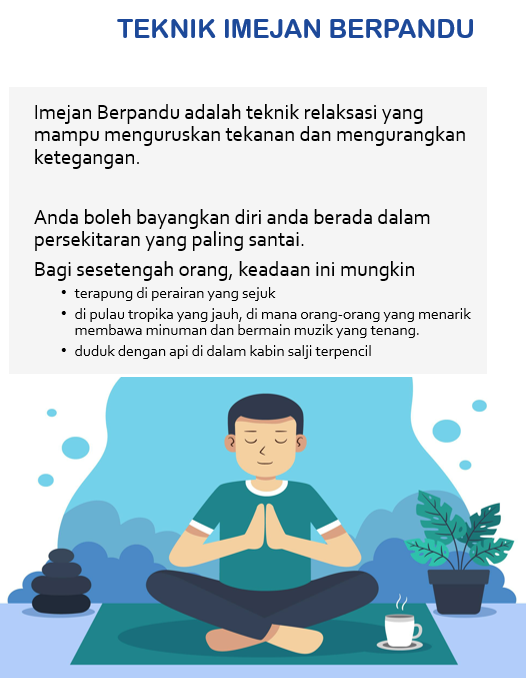 TEKNIK IMEJAN BERPANDU
Imejan Berpandu adalah teknik relaksasi yang
mampu menguruskan tekanan dan mengurangkan
ketegangan.
Anda boleh bayangkan diri anda berada dalam
persekitaran yang paling santai.
Bagi sesetengah orang, keadaan ini mungkin
• terapung di perairan yang sejuk
• di pulau tropika yang jauh, di mana orang-orang yang menarik
membawa minuman dan bermain muzik yang tenang.
• duduk dengan api di dalam kabin salji terpencil